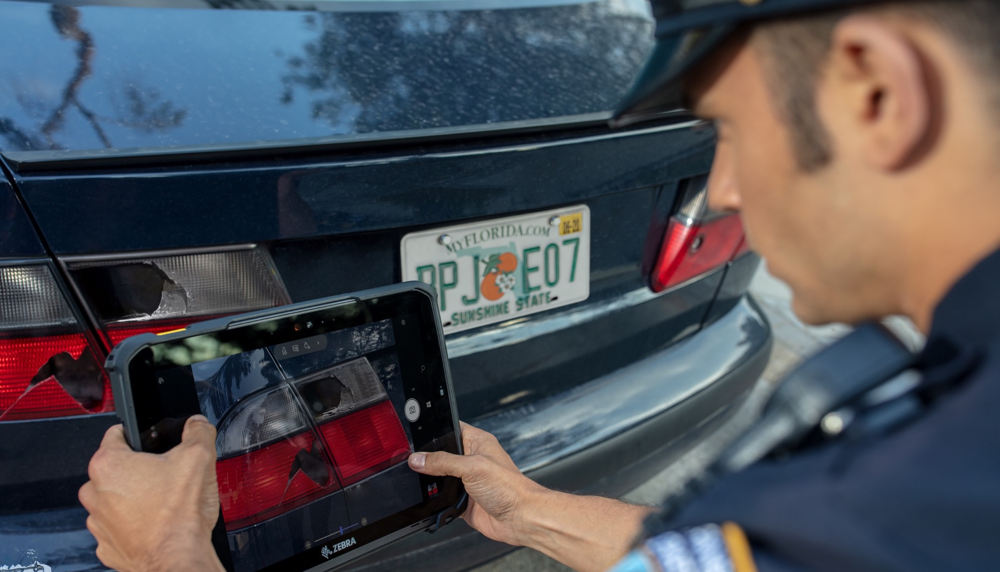 MYFLORIDA.COM
06-21
BPJ E07
SUNSHINE STATE
ZEBRA